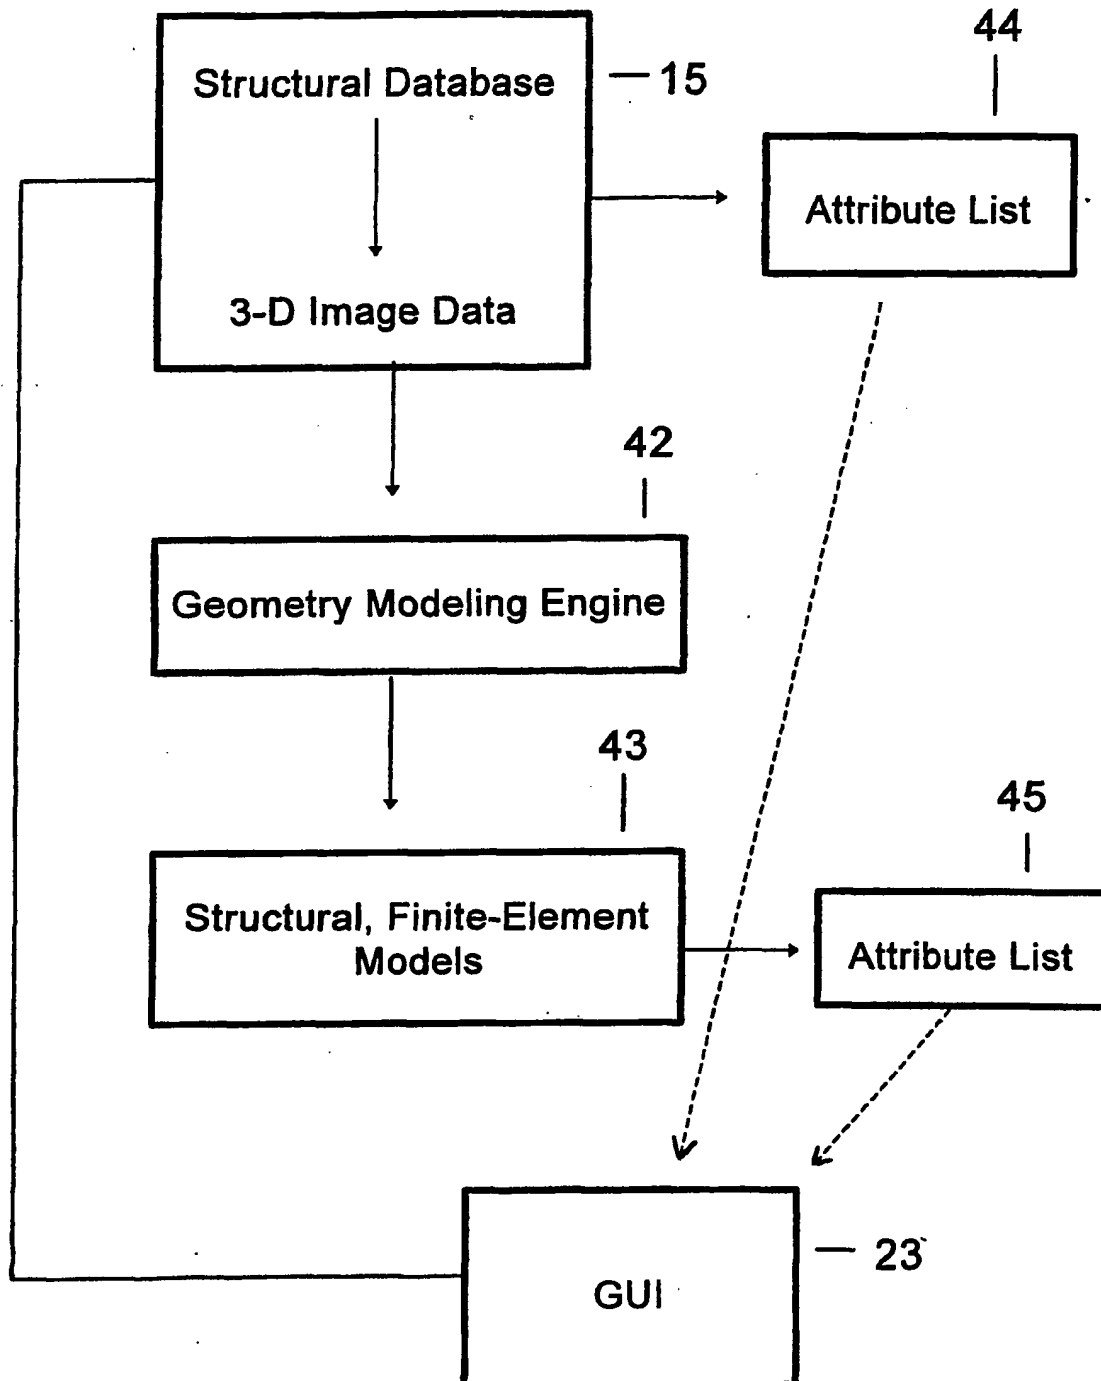 44
Structural Database
15
Attribute List
3-D Image Data
42
Geometry Modeling Engine
43
45
Structural, Finite-Element
Models
Attribute List
23
GUI